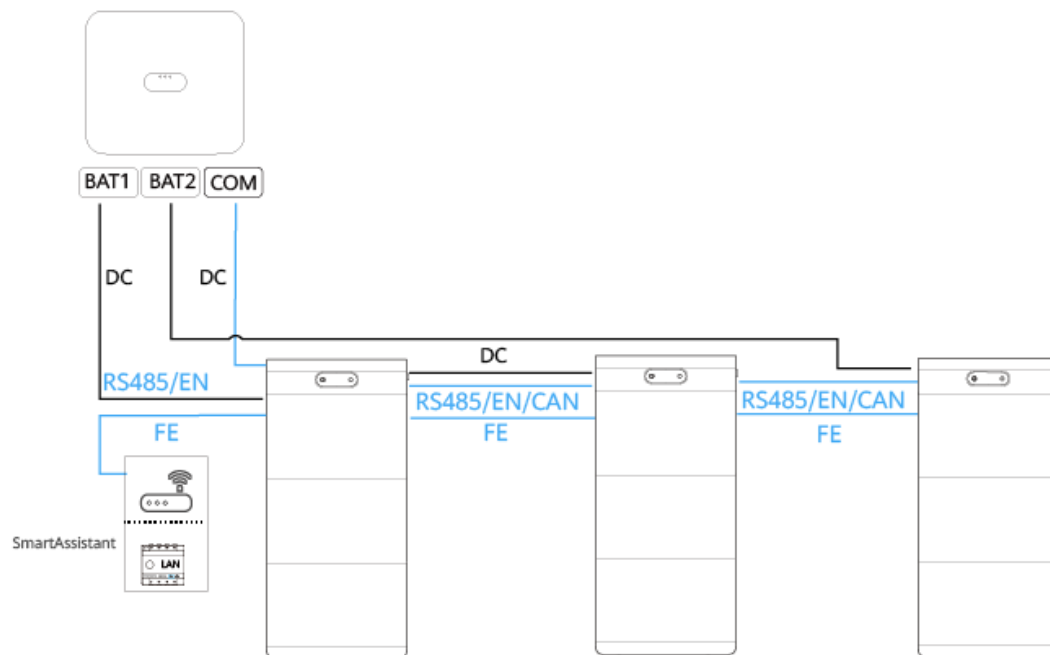 BAT1 BAT2 COM
DC DC
DC
RS485/EN RS485/EN/CAN RS485/EN/CAN
FE FE FE
SmartAssistant
LAN